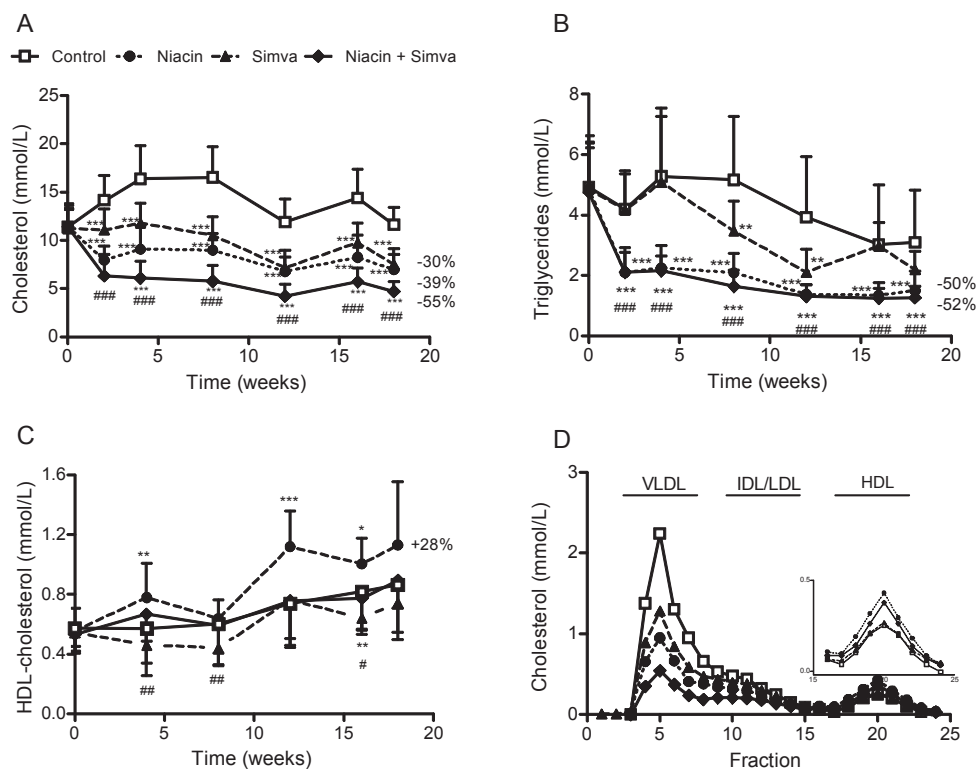 A
Control Niacin Simva Niacin + Simva
25
20
15
10
5
0
Cholesterol (mmol/L)
*** *** *** *** *** ***
*** *** *** *** *** ***
*** *** *** *** ***
### ### ### ### ### ###
-30%
-39%
-55%
0 5 10 15 20
Time (weeks)
B
8
6
4
2
0
Triglycerides (mmol/L)
** **
*** *** *** *** *** ***
*** *** *** *** *** ***
### ### ### ### ### ###
-50%
-52%
0 5 10 15 20
Time (weeks)
C
1.6
1.2
0.8
0.4
0.0
HDL-cholesterol (mmol/L)
** *** *
+28%
**
## ## #
0 5 10 15 20
Time (weeks)
D
3
2
1
0
Cholesterol (mmol/L)
VLDL IDL/LDL HDL
0.5
0.0
15 20 25
0 5 10 15 20 25
Fraction